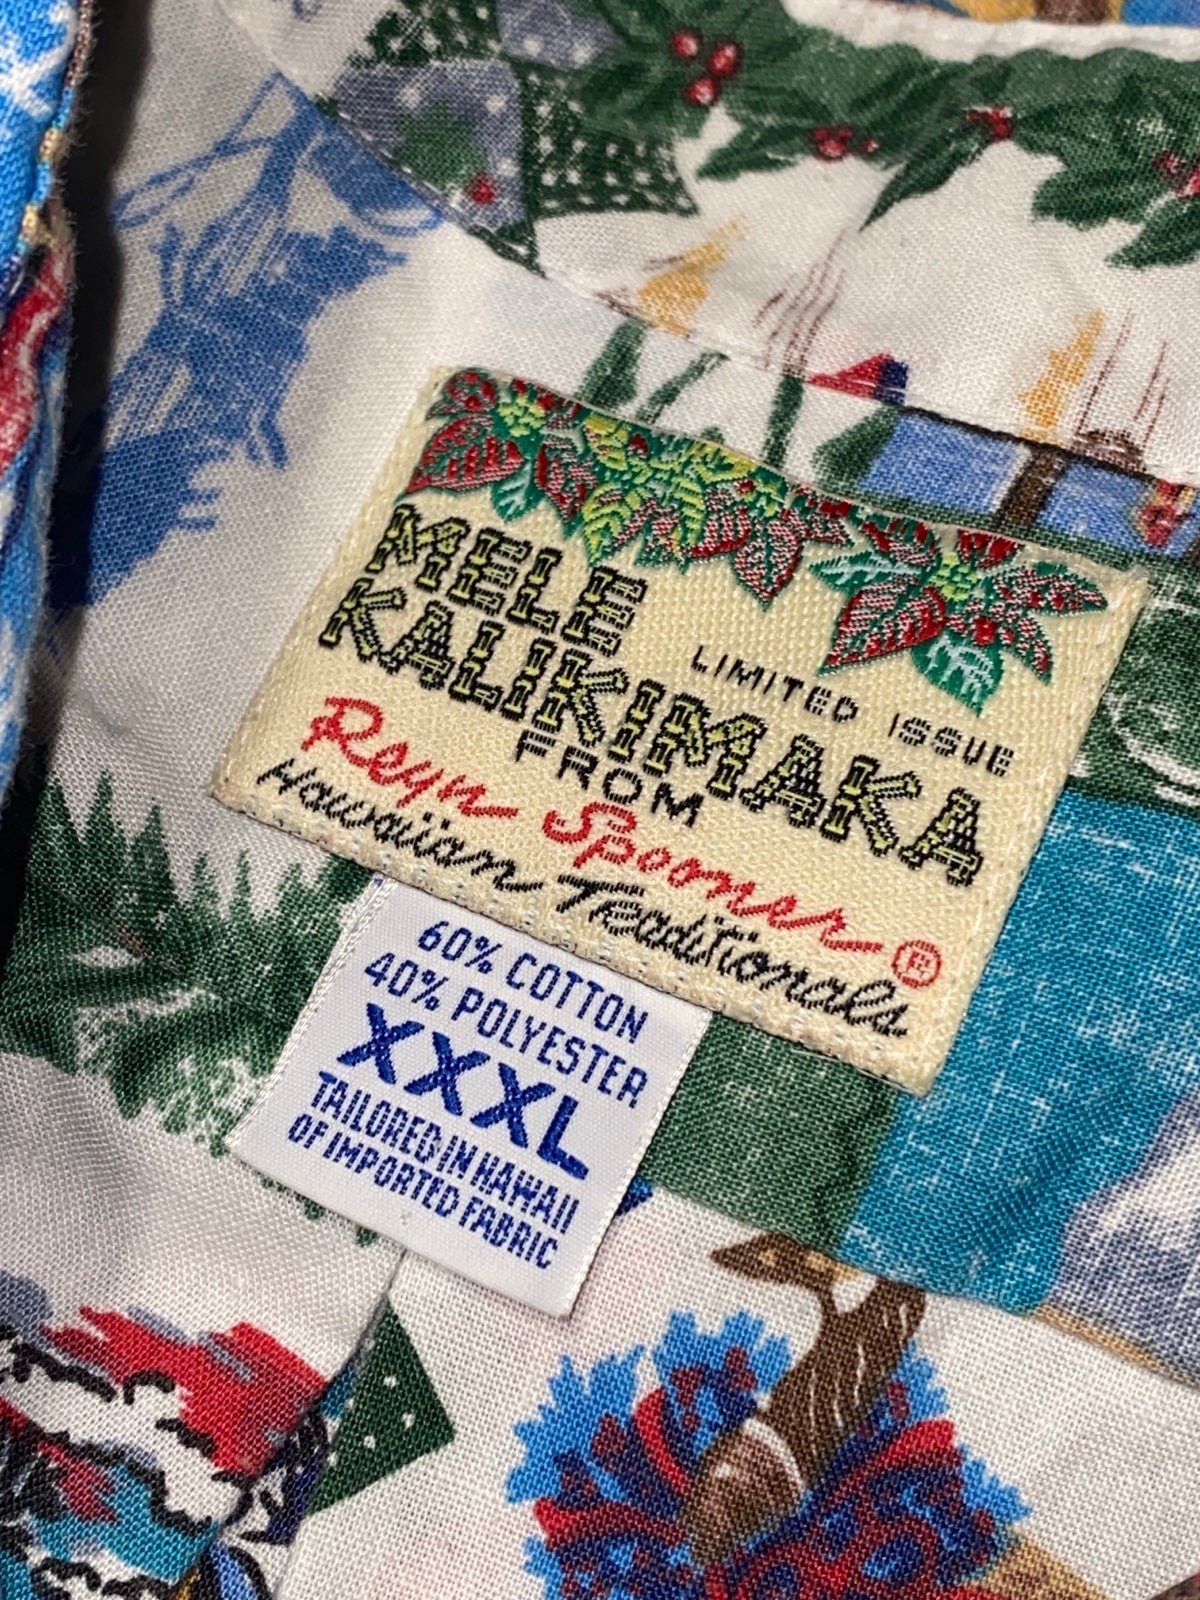 MELE
KALIKIMAKA
LIMITED ISSUE
FROM
Reyn Spooner®
Hawaiian Traditionals
60% COTTON
40% POLYESTER
XXXL
TAILORED IN HAWAII
OF IMPORTED FABRIC